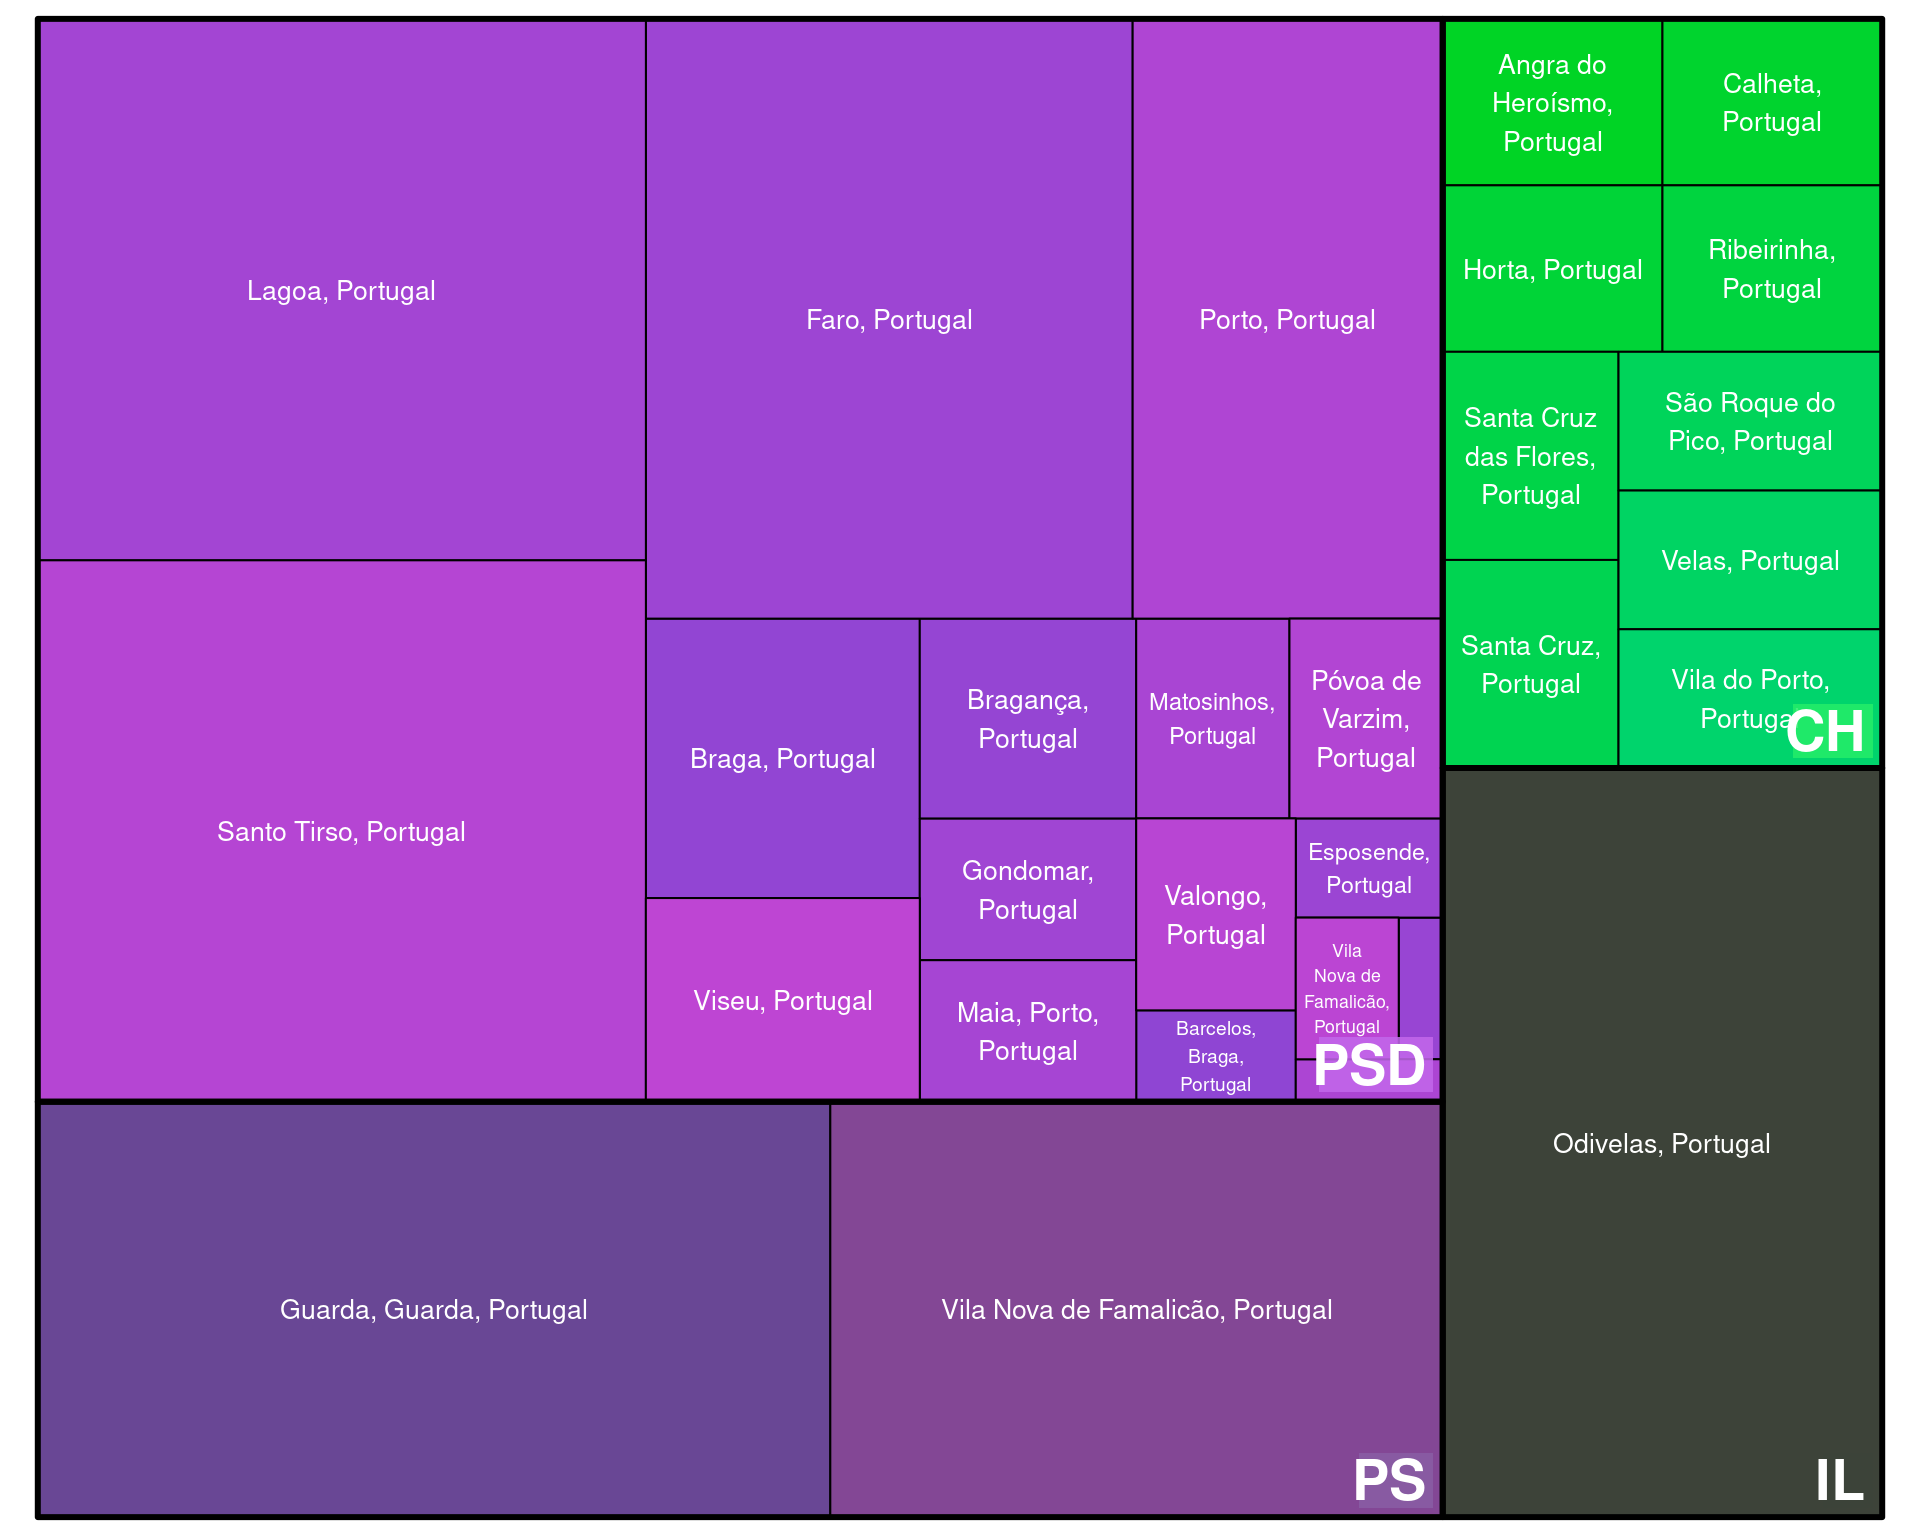 Lagoa, Portugal
Faro, Portugal
Porto, Portugal
Angra do
Heroísmo,
Portugal
Calheta,
Portugal
Horta, Portugal
Ribeirinha,
Portugal
Santa Cruz
das Flores,
Portugal
São Roque do
Pico, Portugal
Velas, Portugal
Santa Cruz,
Portugal
Vila do Porto,
Portuga
CH
Santo Tirso, Portugal
Braga, Portugal
Bragança,
Portugal
Matosinhos,
Portugal
Póvoa de
Varzim,
Portugal
Gondomar,
Portugal
Valongo,
Portugal
Esposende,
Portugal
Viseu, Portugal
Maia, Porto,
Portugal
Barcelos,
Braga,
Portugal
Vila
Nova de
Famalicão,
Portugal
PSD
Guarda, Guarda, Portugal
Vila Nova de Famalicão, Portugal
PS
Odivelas, Portugal
IL